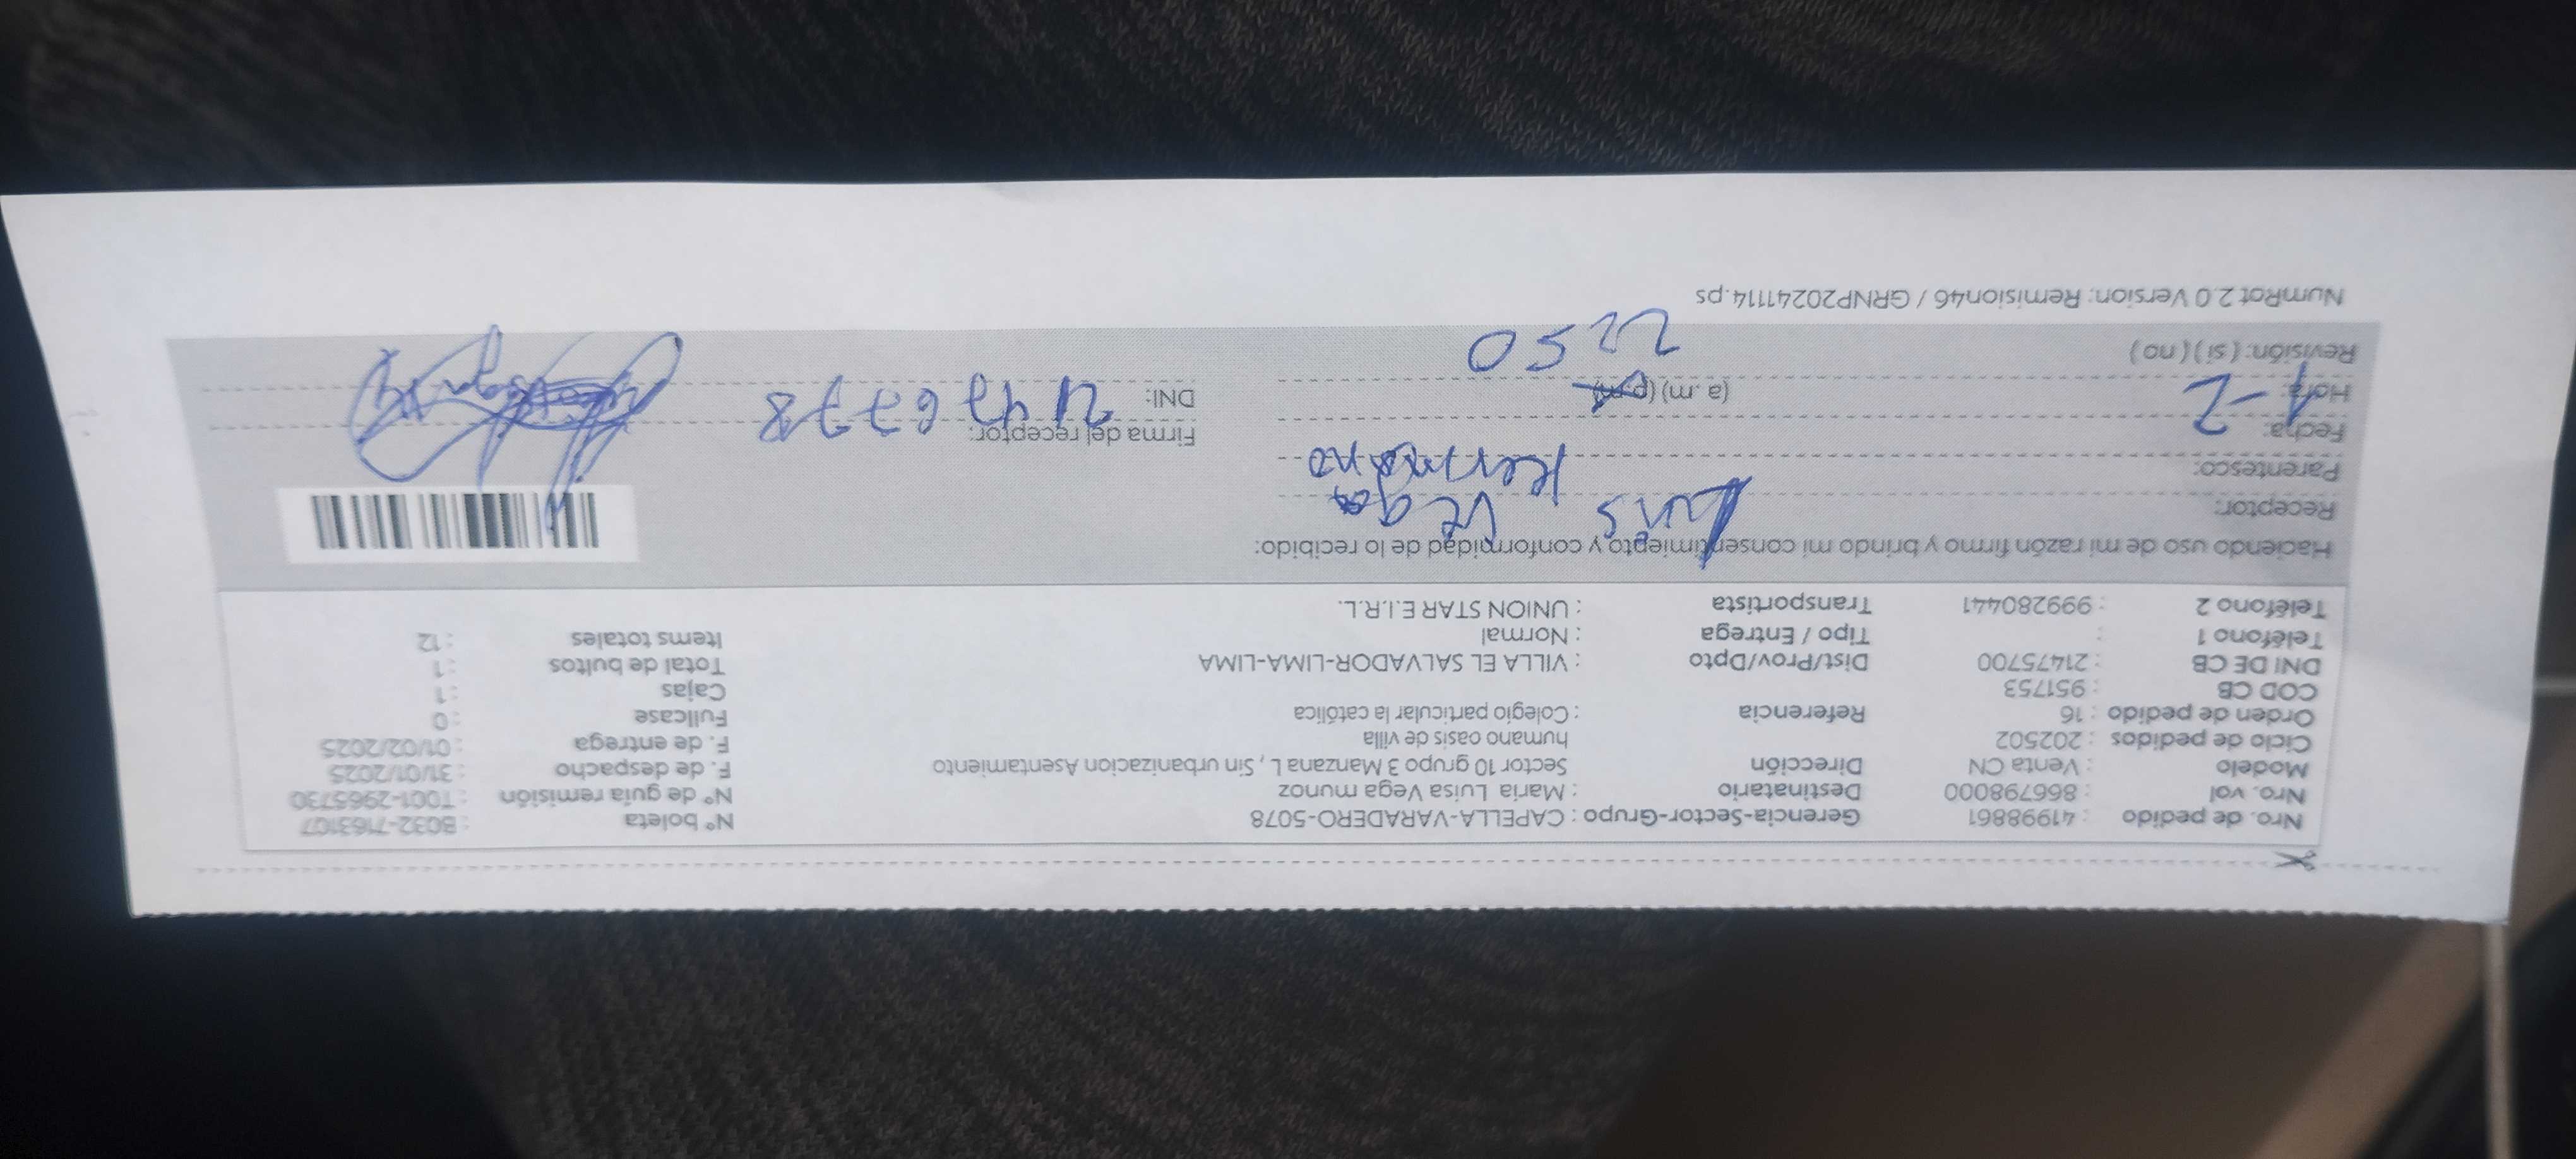 Nro. de pedido : 41998861 Gerencia-Sector-Grupo : CAPELLA-VARADERO-5078 N° boleta : B032-7163107
Nro. vol : 866798000 Destinatario : Maria Luisa Vega munoz N° de guia remisión : T001-2965730
Modelo : Venta CN Dirección Sector 10 grupo 3 Manzana L , Sin urbanizacion Asentamiento F. de despacho : 31/01/2025
Ciclo de pedidos : 202502 humano oasis de villa F. de entrega : 01/02/2025
Orden de pedido : 16 Referencia : Colegio particular la católica Fullcase : 0
COD CB : 951753 Cajas : 1
DNI DE CB : 21475700 Dist/Prov/Dpto : VILLA EL SALVADOR-LIMA-LIMA Total de bultos : 1
Teléfono 1 : Tipo / Entrega : Normal Items totales : 12
Teléfono 2 : 999280441 Transportista : UNION STAR E.I.R.L.
Haciendo uso de mi razón firmo y brindo mi consentimiento y conformidad de lo recibido:
Receptor: Luis Vega
Parentesco: Hermano
Fecha: 1-2 Firma del receptor:
Hora: (a.m) (p.m) DNI:
Revisión: (si) (no) 2250
NumRot 2.0 Version: Remision46 / GRNP20241114.ps